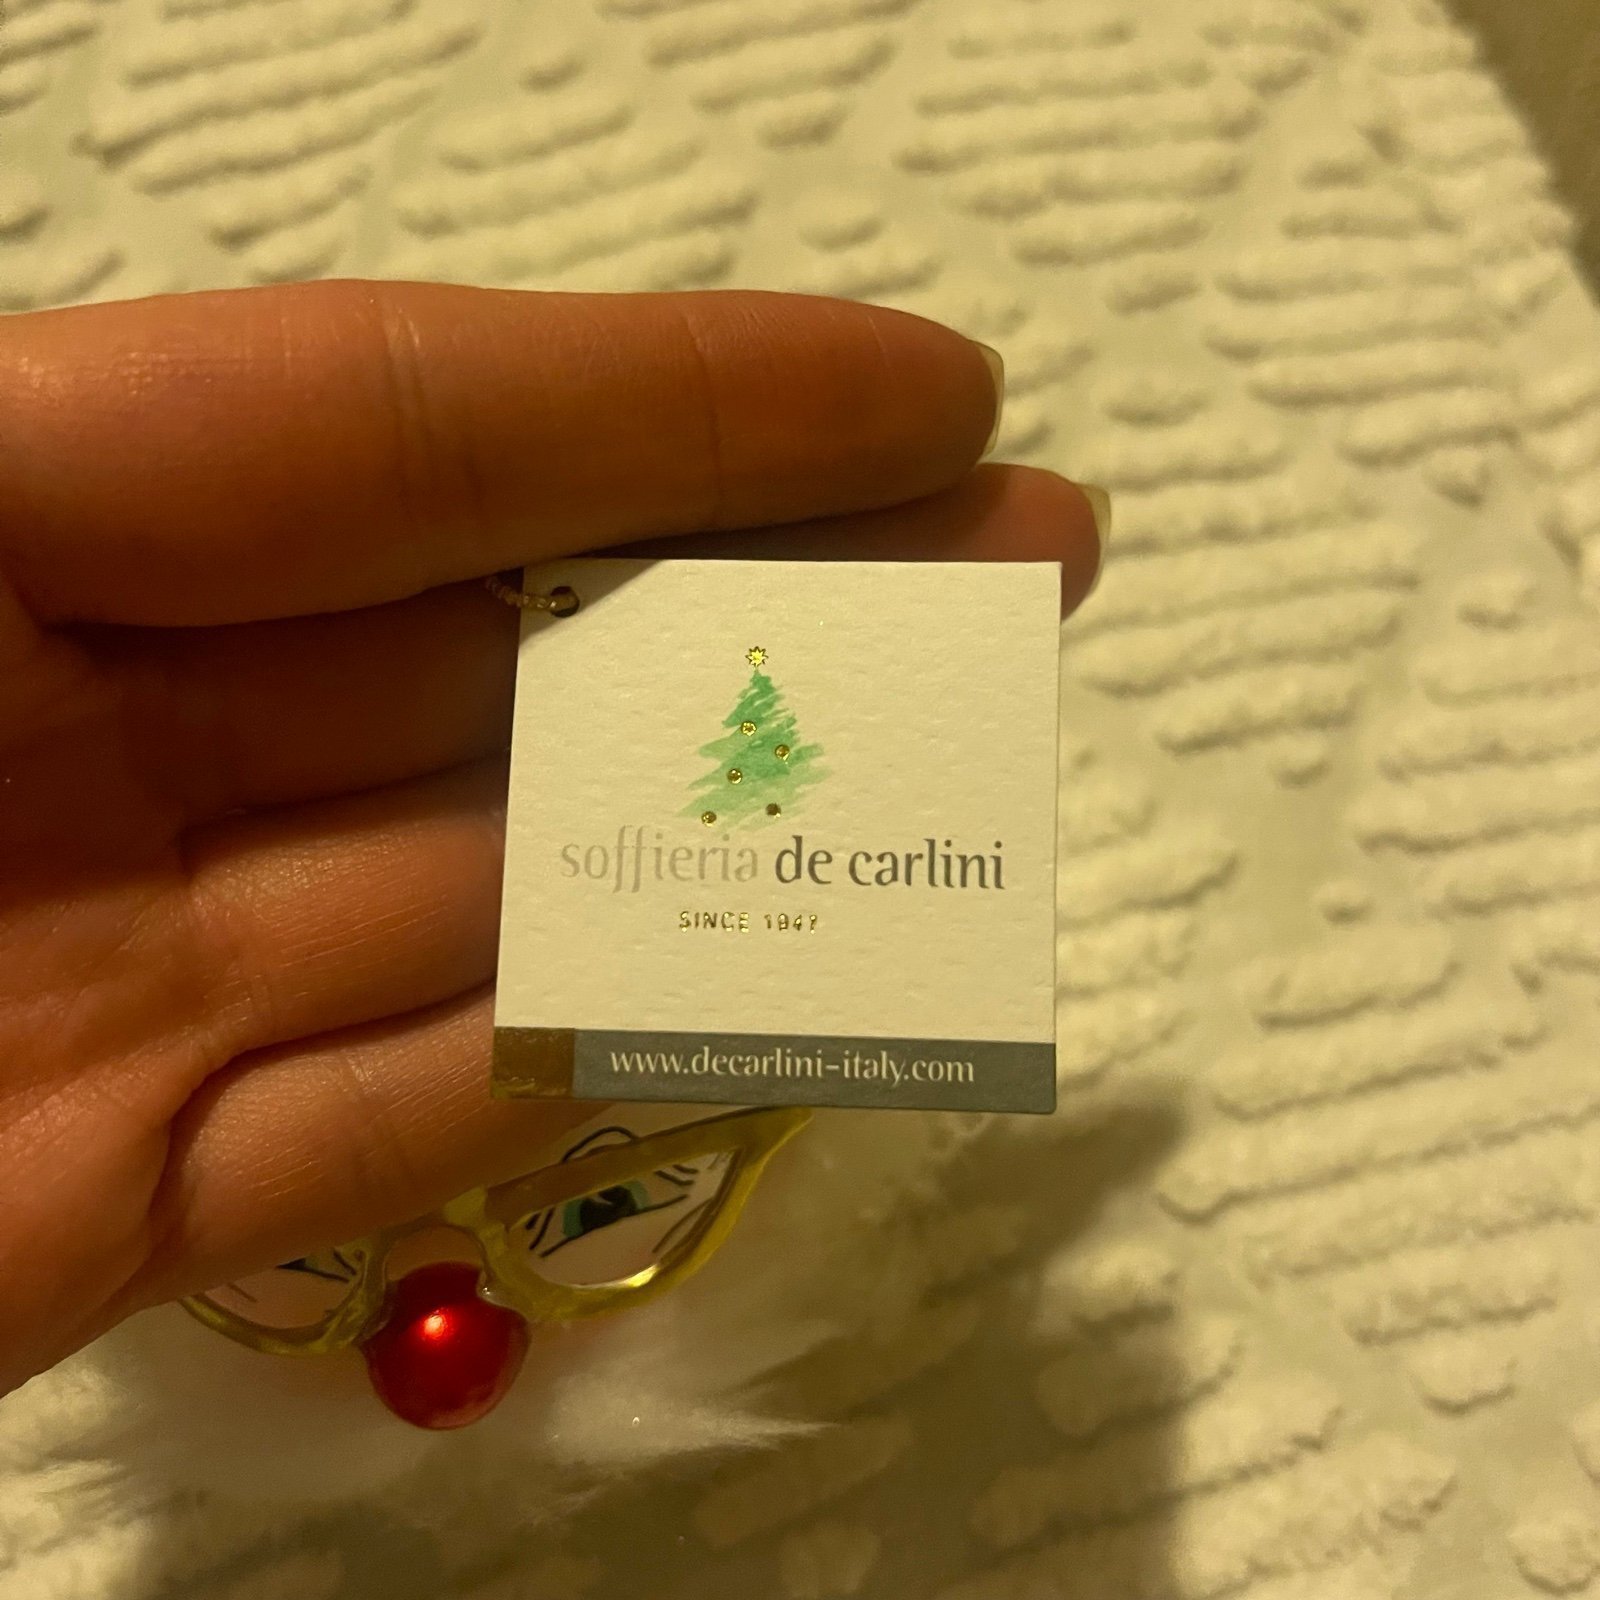 soffieria de carlini
SINCE 1947
www.decarlini-italy.com